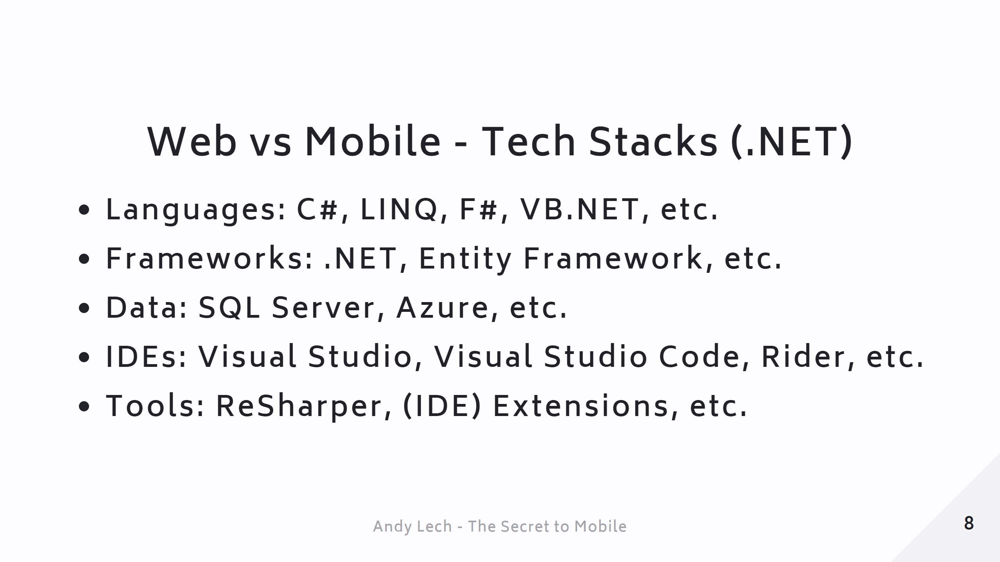 Web vs Mobile - Tech Stacks (.NET)
• Languages: C#, LINQ, F#, VB.NET, etc.
• Frameworks: .NET, Entity Framework, etc.
• Data: SQL Server, Azure, etc.
• IDEs: Visual Studio, Visual Studio Code, Rider, etc.
• Tools: ReSharper, (IDE) Extensions, etc.
Andy Lech - The Secret to Mobile
8